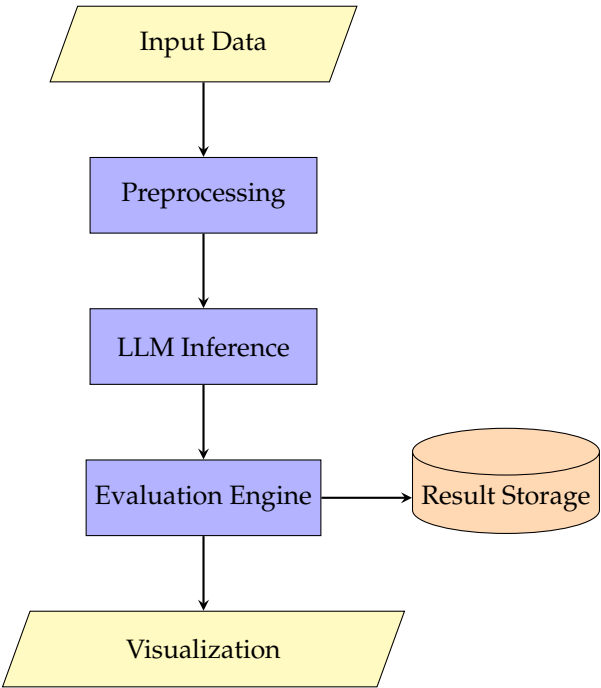 Input Data
Preprocessing
LLM Inference
Evaluation Engine
Result Storage
Visualization